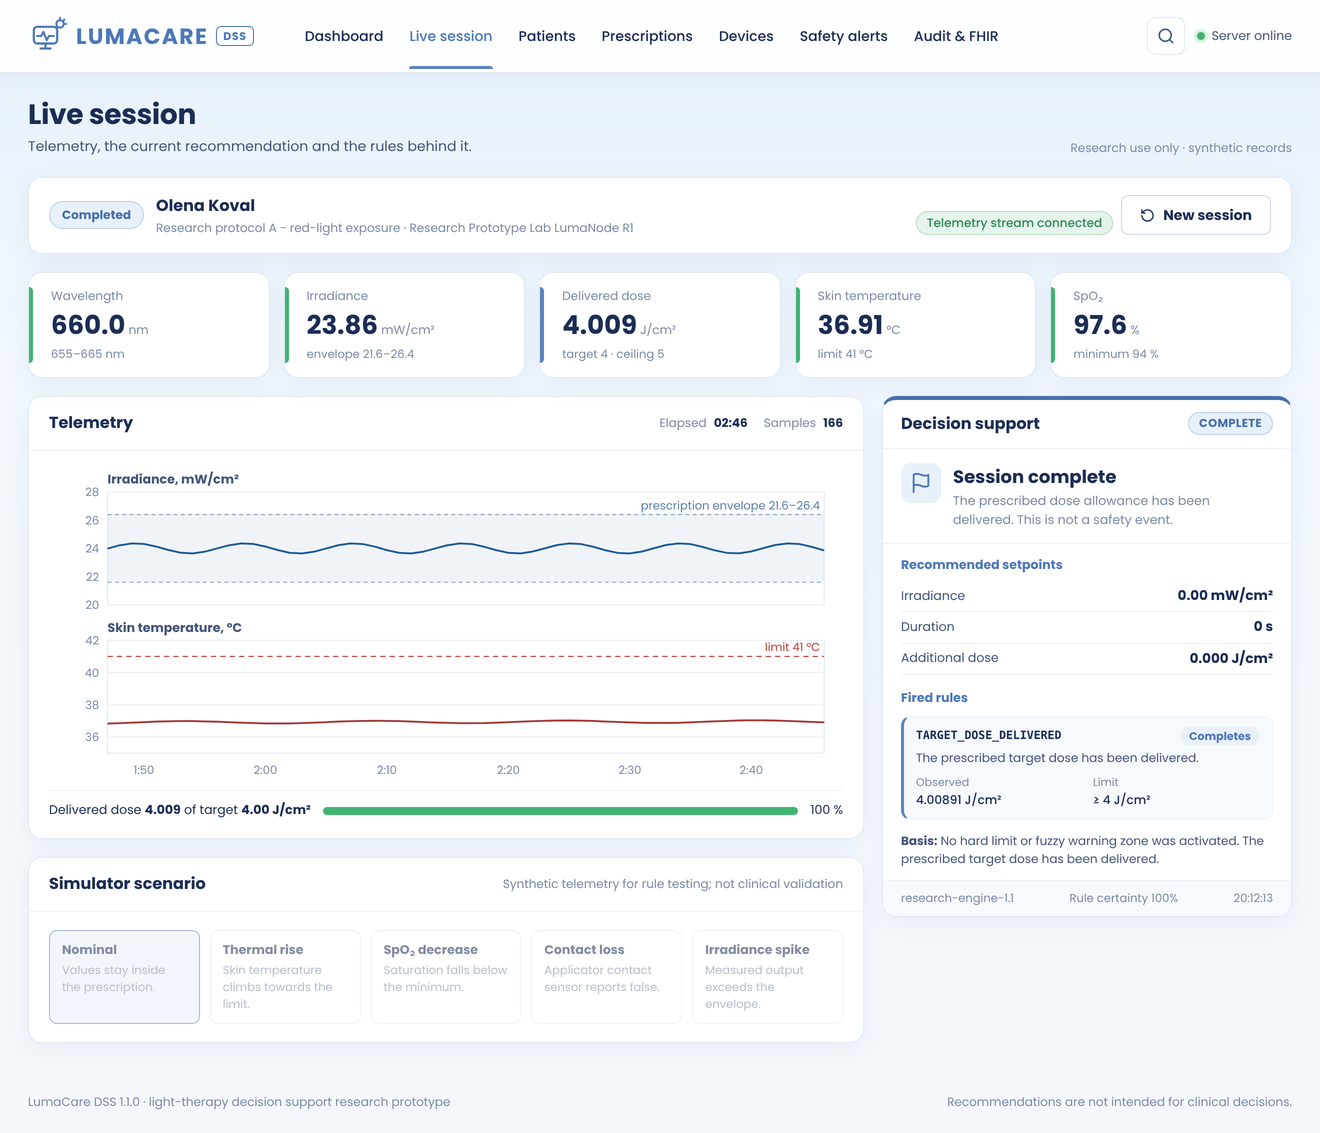 LUMACARE DSS
Dashboard Live session Patients Prescriptions Devices Safety alerts Audit & FHIR
Server online
Live session
Telemetry, the current recommendation and the rules behind it.
Research use only · synthetic records
Completed
Olena Koval
Research protocol A - red-light exposure · Research Prototype Lab LumaNode R1
Telemetry stream connected
New session
Wavelength
660.0 nm
655–665 nm
Irradiance
23.86 mW/cm²
envelope 21.6–26.4
Delivered dose
4.009 J/cm²
target 4 · ceiling 5
Skin temperature
36.91 °C
limit 41 °C
SpO₂
97.6 %
minimum 94 %
Telemetry
Elapsed 02:46 Samples 166
Irradiance, mW/cm²
28
prescription envelope 21.6–26.4
26
24
22
20
Skin temperature, °C
42
limit 41 °C
40
38
36
1:50 2:00 2:10 2:20 2:30 2:40
Delivered dose 4.009 of target 4.00 J/cm² 100 %
Decision support
COMPLETE
Session complete
The prescribed dose allowance has been
delivered. This is not a safety event.
Recommended setpoints
Irradiance 0.00 mW/cm²
Duration 0 s
Additional dose 0.000 J/cm²
Fired rules
TARGET_DOSE_DELIVERED Completes
The prescribed target dose has been delivered.
Observed Limit
4.00891 J/cm² ≥ 4 J/cm²
Basis: No hard limit or fuzzy warning zone was activated. The
prescribed target dose has been delivered.
research-engine-1.1 Rule certainty 100% 20:12:13
Simulator scenario
Synthetic telemetry for rule testing; not clinical validation
Nominal
Values stay inside
the prescription.
Thermal rise
Skin temperature
climbs towards the
limit.
SpO₂ decrease
Saturation falls below
the minimum.
Contact loss
Applicator contact
sensor reports false.
Irradiance spike
Measured output
exceeds the
envelope.
LumaCare DSS 1.1.0 · light-therapy decision support research prototype
Recommendations are not intended for clinical decisions.